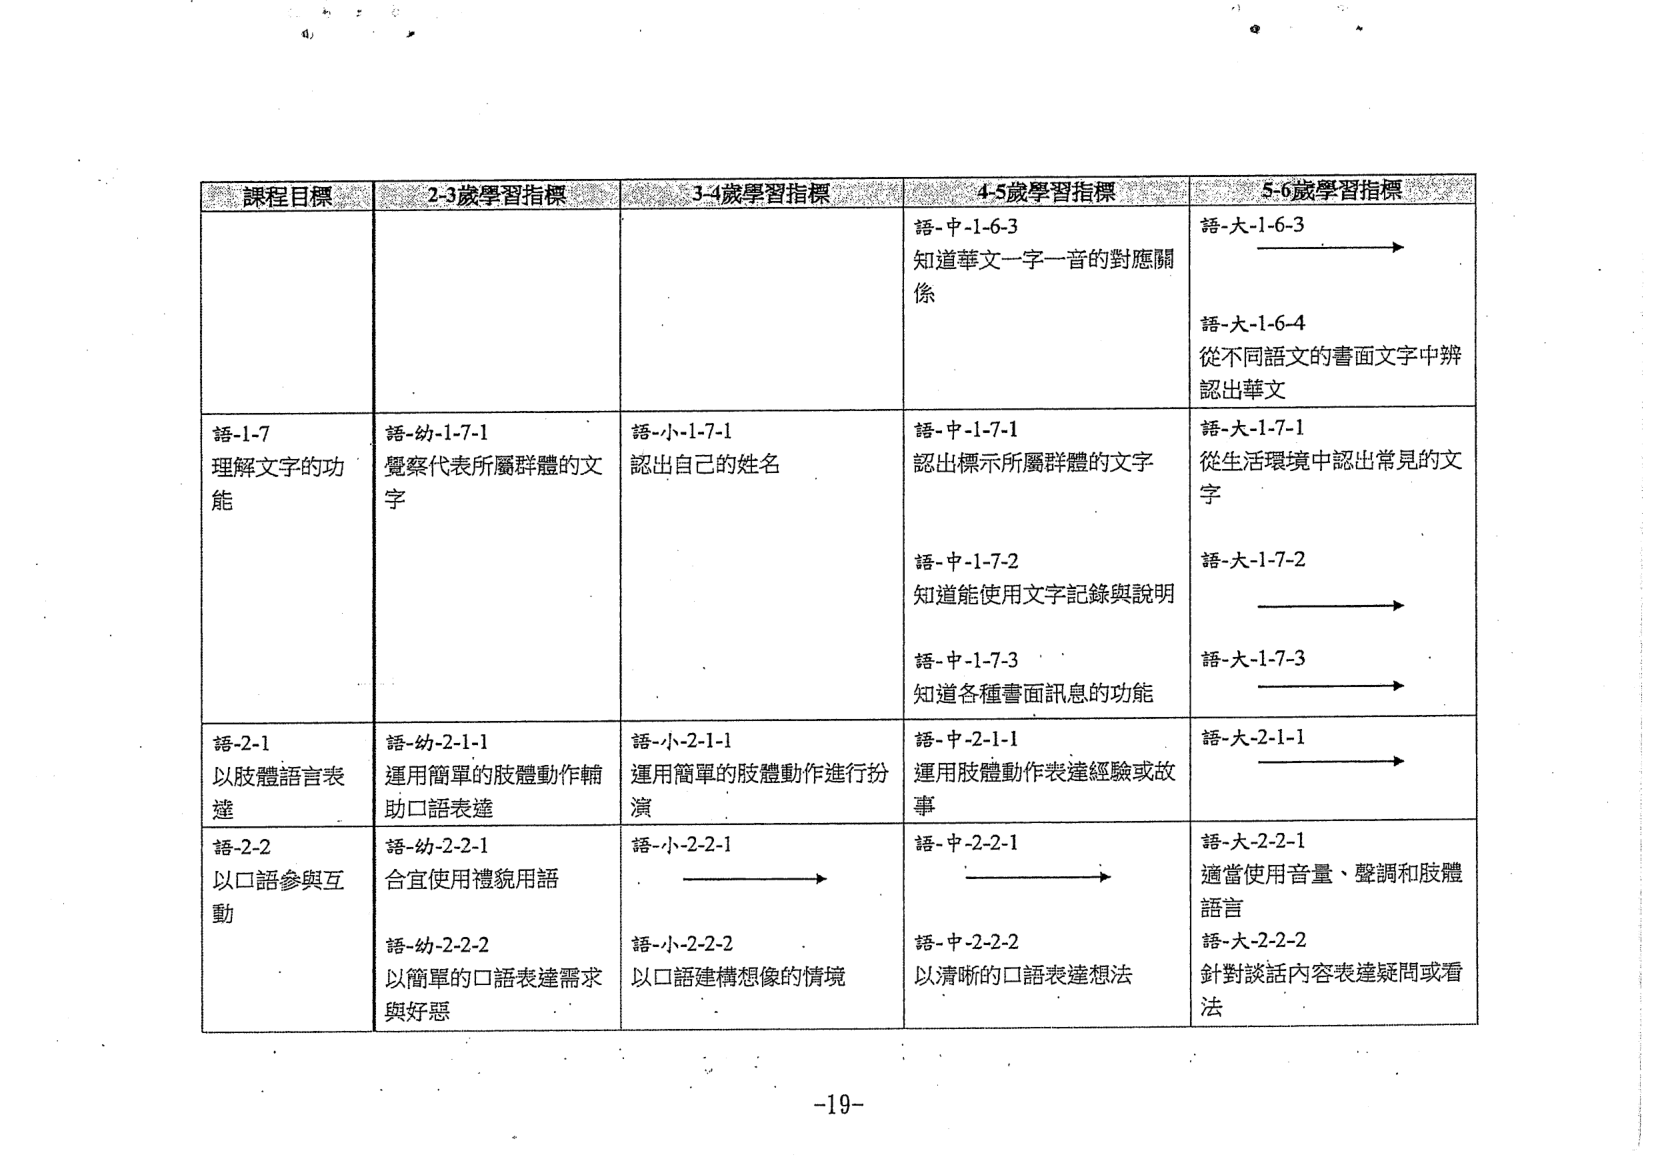 課程目標 2-3歲學習指標 3-4歲學習指標 4-5歲學習指標 5-6歲學習指標
語-中-1-6-3
知道華文一字一音的對應關
係
語-大-1-6-3
語-大-1-6-4
從不同語文的書面文字中辨
認出華文
語-1-7
理解文字的功
能
語-幼-1-7-1
覺察代表所屬群體的文
字
語-小-1-7-1
認出自己的姓名
語-中-1-7-1
認出標示所屬群體的文字
語-中-1-7-2
知道能使用文字記錄與說明
語-中-1-7-3
知道各種書面訊息的功能
語-大-1-7-1
從生活環境中認出常見的文
字
語-大-1-7-2
語-大-1-7-3
語-2-1
以肢體語言表
達
語-幼-2-1-1
運用簡單的肢體動作輔
助口語表達
語-小-2-1-1
運用簡單的肢體動作進行扮
演
語-中-2-1-1
運用肢體動作表達經驗或故
事
語-大-2-1-1
語-2-2
以口語參與互
動
語-幼-2-2-1
合宜使用禮貌用語
語-幼-2-2-2
以簡單的口語表達需求
與好惡
語-小-2-2-1
語-小-2-2-2
以口語建構想像的情境
語-中-2-2-1
語-中-2-2-2
以清晰的口語表達想法
語-大-2-2-1
適當使用音量、聲調和肢體
語言
語-大-2-2-2
針對談話內容表達疑問或看
法
-19-